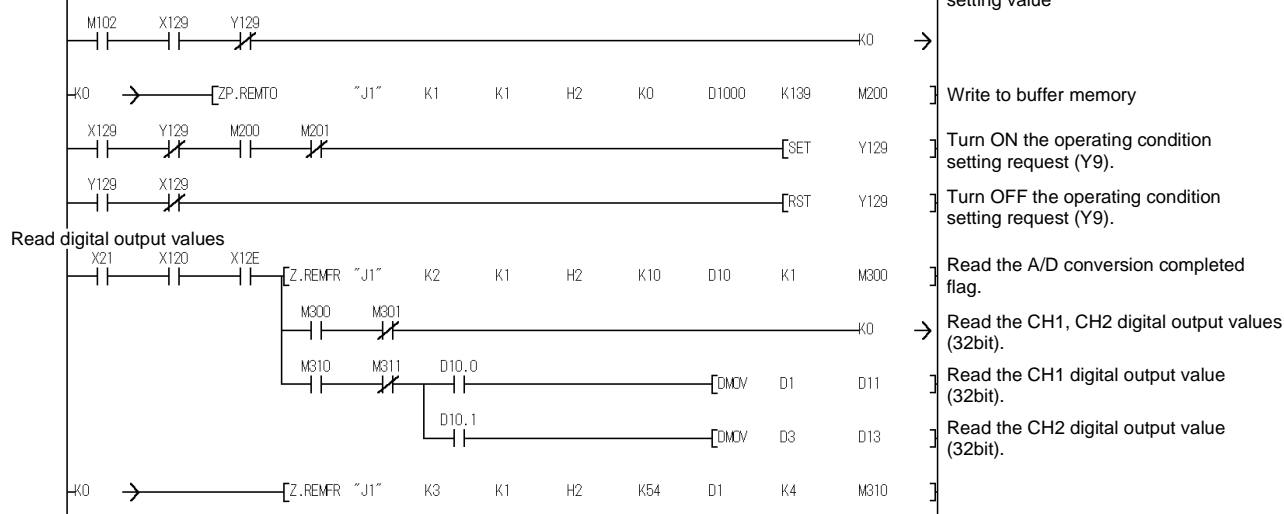 setting value
M102 X129 Y129
K0
K0 ZP.REMTO "J1" K1 K1 H2 K0 D1000 K139 M200 Write to buffer memory
X129 Y129 M200 M201
SET Y129
Turn ON the operating condition
setting request (Y9).
Y129 X129
RST Y129
Turn OFF the operating condition
setting request (Y9).
Read digital output values
X21 X120 X12E
Z.REMFR "J1" K2 K1 H2 K10 D10 K1 M300
Read the A/D conversion completed
flag.
M300 M301
K0
Read the CH1, CH2 digital output values
(32bit).
M310 M311 D10.0
DMOV D1 D11
Read the CH1 digital output value
(32bit).
D10.1
DMOV D3 D13
Read the CH2 digital output value
(32bit).
K0 Z.REMFR "J1" K3 K1 H2 K54 D1 K4 M310